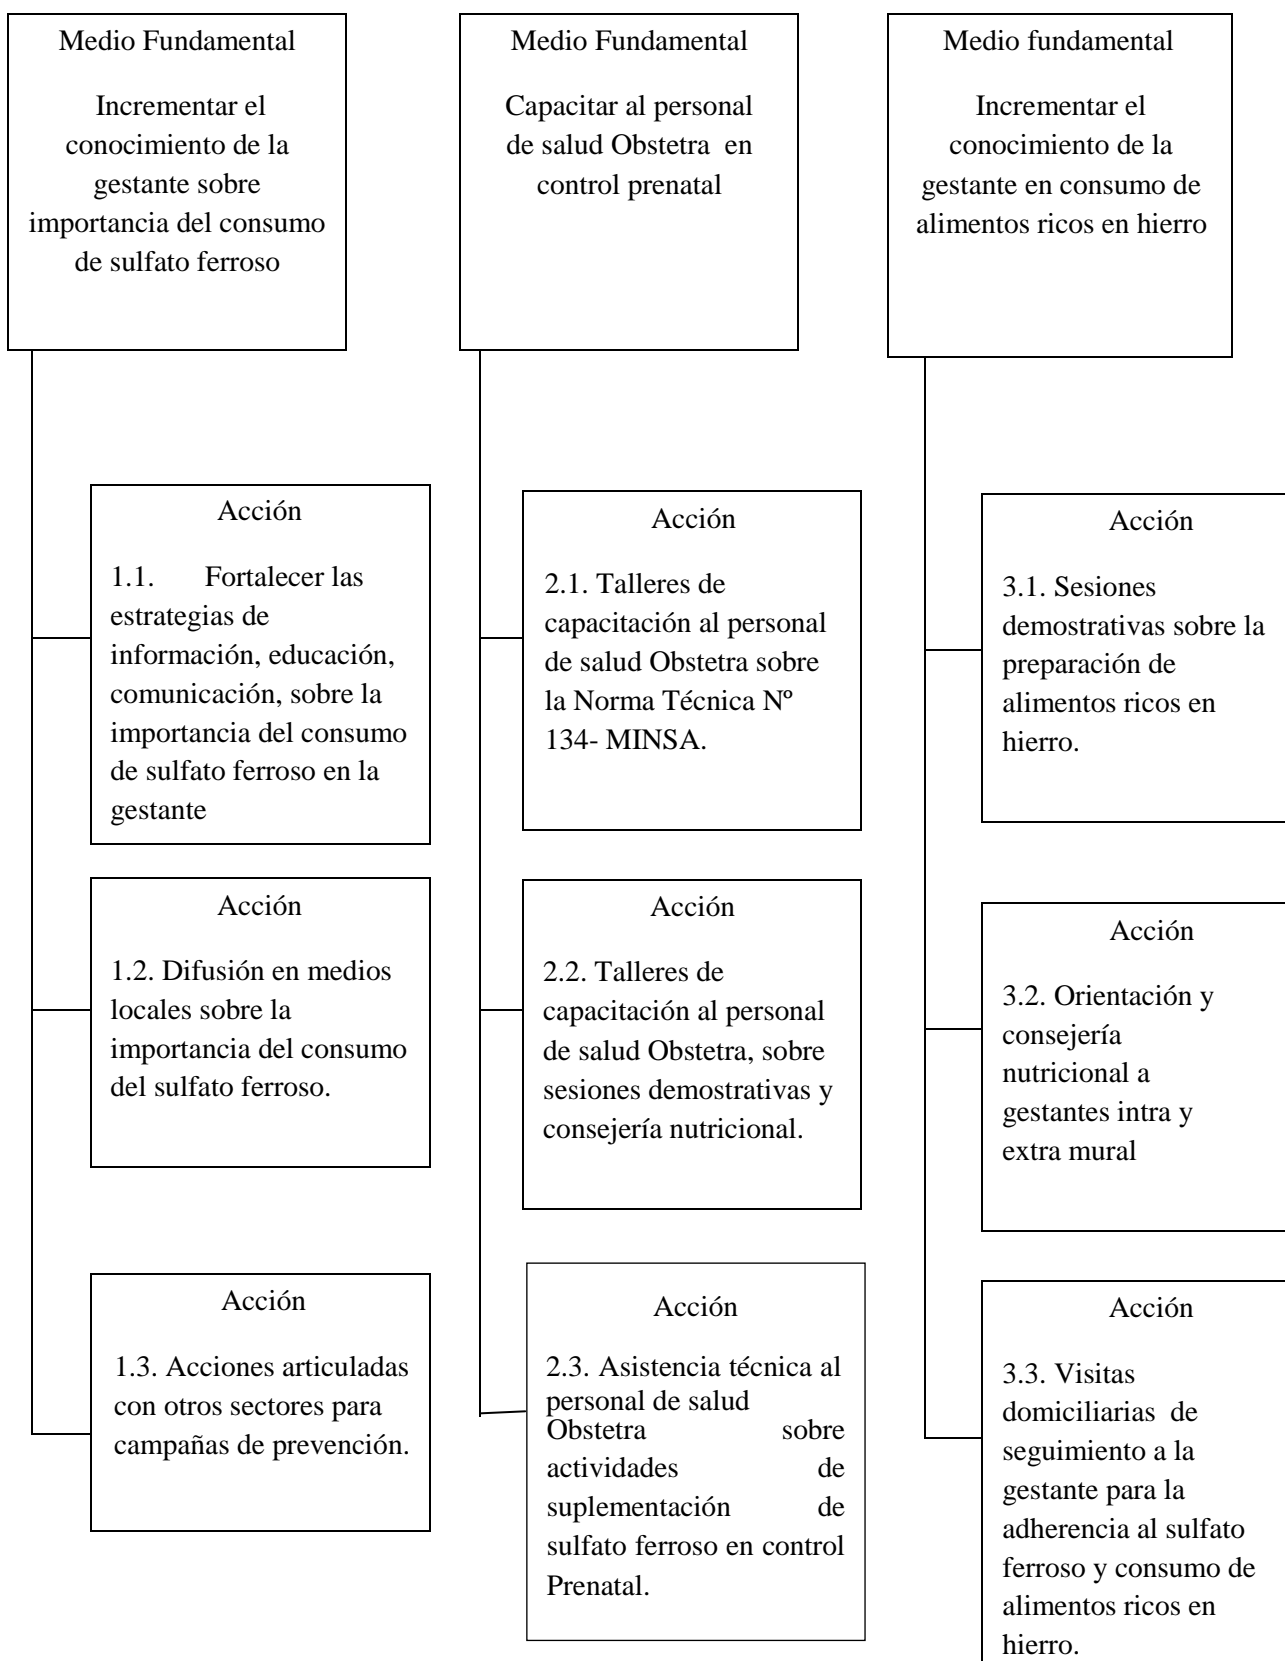 Medio Fundamental
Incrementar el
conocimiento de la
gestante sobre
importancia del consumo
de sulfato ferroso
Medio Fundamental
Capacitar al personal
de salud Obstetra en
control prenatal
Medio fundamental
Incrementar el
conocimiento de la
gestante en consumo de
alimentos ricos en hierro
Acción
1.1. Fortalecer las
estrategias de
información, educación,
comunicación, sobre la
importancia del consumo
de sulfato ferroso en la
gestante
Acción
2.1. Talleres de
capacitación al personal
de salud Obstetra sobre
la Norma Técnica Nº
134- MINSA.
Acción
3.1. Sesiones
demostrativas sobre la
preparación de
alimentos ricos en
hierro.
Acción
1.2. Difusión en medios
locales sobre la
importancia del consumo
del sulfato ferroso.
Acción
2.2. Talleres de
capacitación al personal
de salud Obstetra, sobre
sesiones demostrativas y
consejería nutricional.
Acción
3.2. Orientación y
consejería
nutricional a
gestantes intra y
extra mural
Acción
1.3. Acciones articuladas
con otros sectores para
campañas de prevención.
Acción
2.3. Asistencia técnica al
personal de salud
Obstetra sobre
actividades de
suplementación de
sulfato ferroso en control
Prenatal.
Acción
3.3. Visitas
domiciliarias de
seguimiento a la
gestante para la
adherencia al sulfato
ferroso y consumo de
alimentos ricos en
hierro.